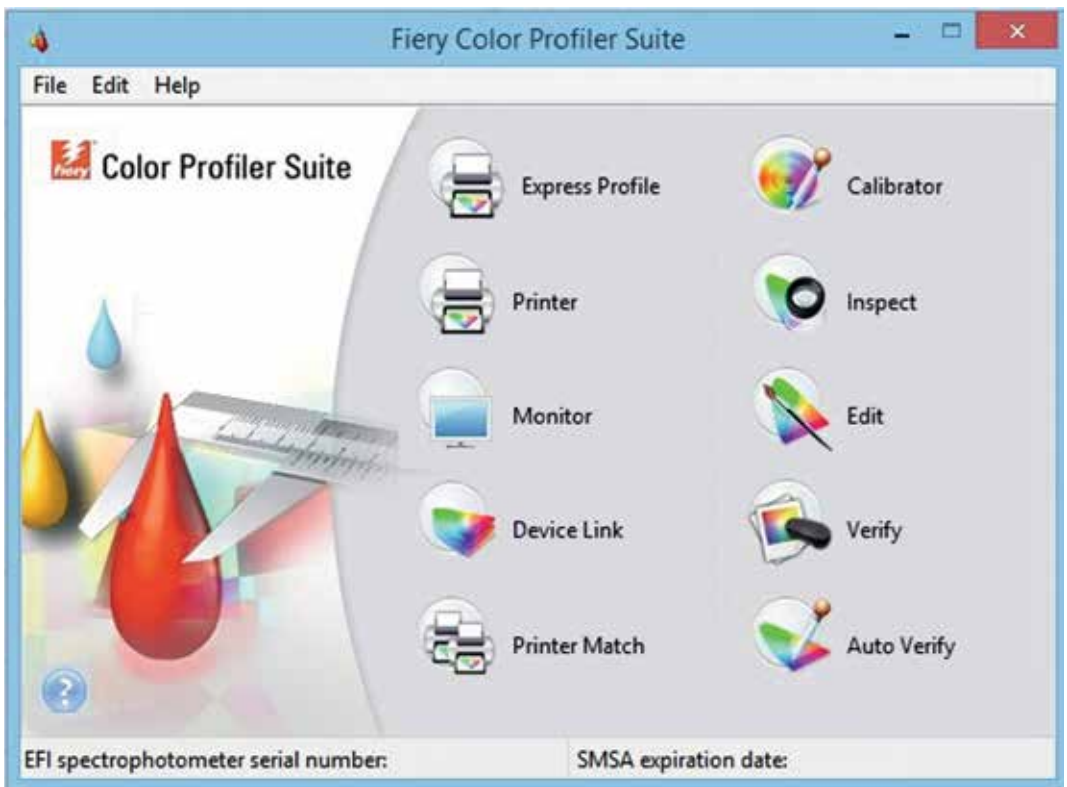 Fiery Color Profiler Suite
File Edit Help
fiery Color Profiler Suite
Express Profile
Calibrator
Printer
Inspect
Monitor
Edit
Device Link
Verify
Printer Match
Auto Verify
?
EFI spectrophotometer serial number:
SMSA expiration date: